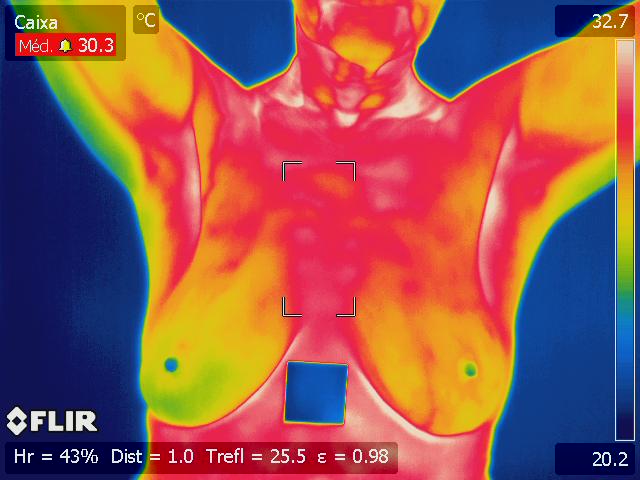 Caixa
°C
Méd. 30.3
32.7
FLIR
Hr = 43% Dist = 1.0 Trefl = 25.5 ε = 0.98
20.2